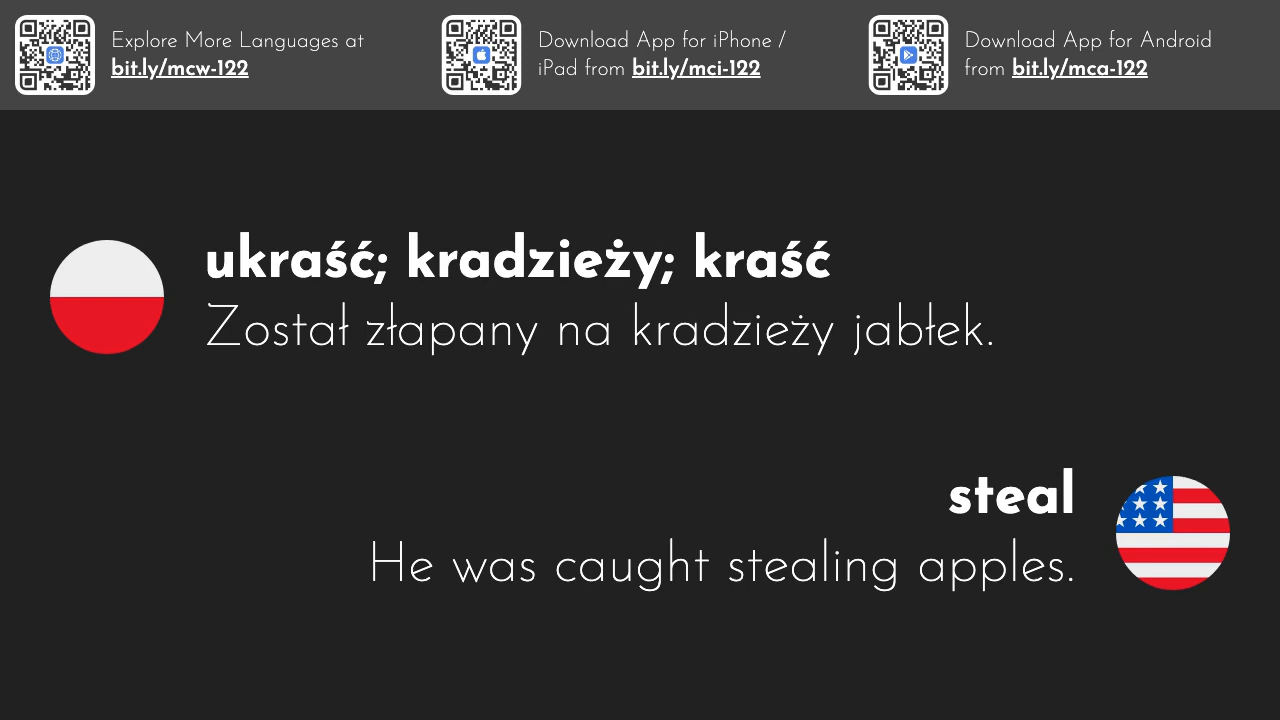 Explore More Languages at
bit.ly/mcw-122
Download App for iPhone /
iPad from bit.ly/mci-122
Download App for Android
from bit.ly/mca-122
ukraść; kradzieży; kraść
Został złapany na kradzieży jabłek.
steal
He was caught stealing apples.